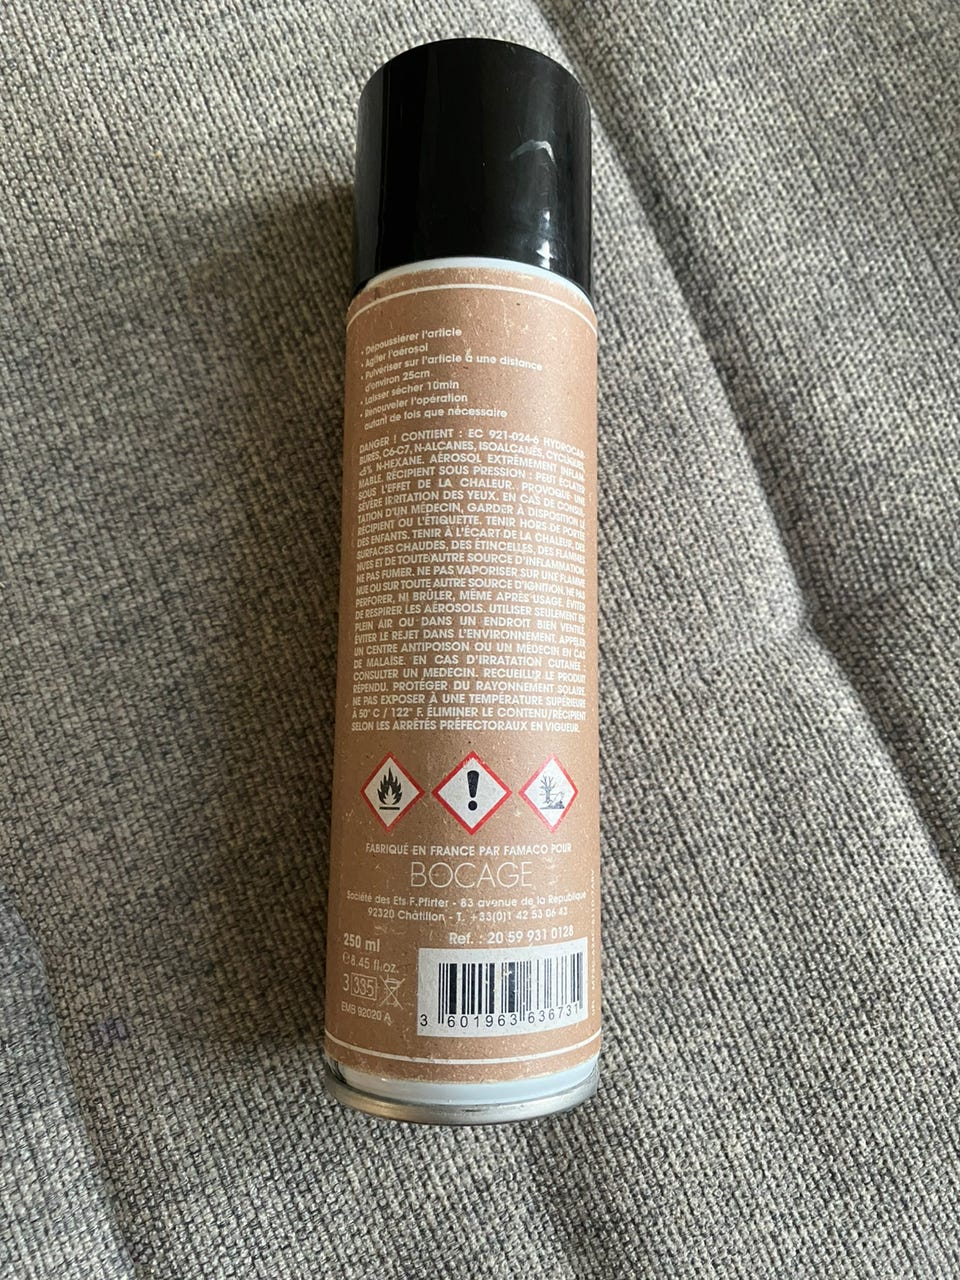 • Dépoussiérer l'article
• Agiter l'aérosol
• Pulvériser sur l'article à une distance
d'environ 25cm
• Laisser sécher 10min
• Renouveler l'opération
autant de fois que nécessaire
DANGER ! CONTIENT : EC 921-024-6 HYDROCAR-
BURES, C6-C7, N-ALCANES, ISOALCANES, CYCLIQUES,
<5% N-HEXANE. AÉROSOL EXTRÊMEMENT INFLAM-
MABLE. RÉCIPIENT SOUS PRESSION : PEUT ÉCLATER
SOUS L'EFFET DE LA CHALEUR. PROVOQUE UNE
SÉVÈRE IRRITATION DES YEUX. EN CAS DE CONSUL-
TATION D'UN MÉDECIN, GARDER À DISPOSITION LE
RÉCIPIENT OU L'ÉTIQUETTE. TENIR HORS DE PORTÉE
DES ENFANTS. TENIR À L'ÉCART DE LA CHALEUR, DES
SURFACES CHAUDES, DES ÉTINCELLES, DES FLAMMES
NUES ET DE TOUTE AUTRE SOURCE D'INFLAMMATION.
NE PAS FUMER. NE PAS VAPORISER SUR UNE FLAMME
NUE OU SUR TOUTE AUTRE SOURCE D'IGNITION. NE PAS
PERFORER, NI BRÛLER, MÊME APRÈS USAGE. ÉVITER
DE RESPIRER LES AÉROSOLS. UTILISER SEULEMENT EN
PLEIN AIR OU DANS UN ENDROIT BIEN VENTILÉ.
ÉVITER LE REJET DANS L'ENVIRONNEMENT. APPELER
UN CENTRE ANTIPOISON OU UN MÉDECIN EN CAS
DE MALAISE. EN CAS D'IRRATATION CUTANÉE :
CONSULTER UN MEDECIN. RECUEILLIR LE PRODUIT
RÉPENDU. PROTÉGER DU RAYONNEMENT SOLAIRE.
NE PAS EXPOSER À UNE TEMPÉRATURE SUPÉRIEURE
À 50° C / 122° F. ÉLIMINER LE CONTENU/RÉCIPIENT
SELON LES ARRÊTÉS PRÉFECTORAUX EN VIGUEUR.
FABRIQUÉ EN FRANCE PAR FAMACO POUR
BOCAGE
Société des Ets F.Pfirter - 83 avenue de la République
92320 Châtillon - T. +33(0)1 42 53 06 43
Ref. : 20 59 931 0128
250 ml
℮8.45 fl.oz.
3 395
EMB 92020 A
3 601963 636731